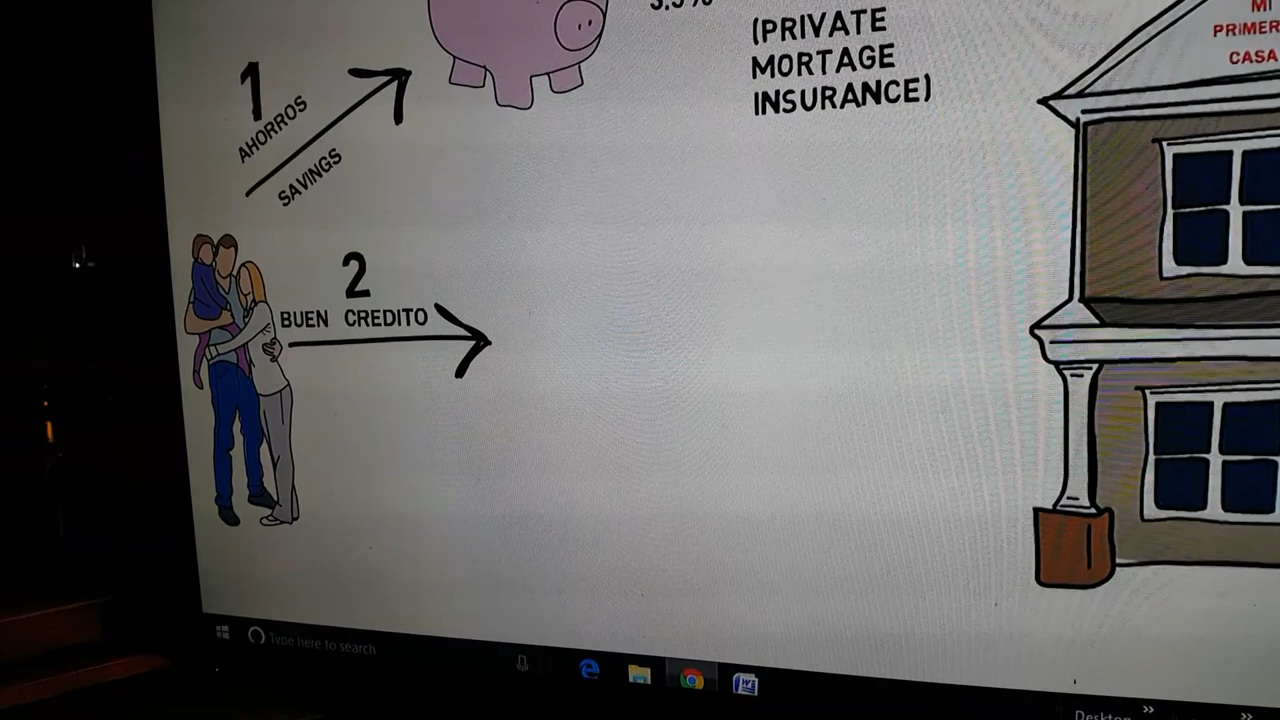 1
AHORROS
SAVINGS
(PRIVATE
MORTAGE
INSURANCE)
MI
PRIMER
CASA
2
BUEN CREDITO
Type here to search
Desktop